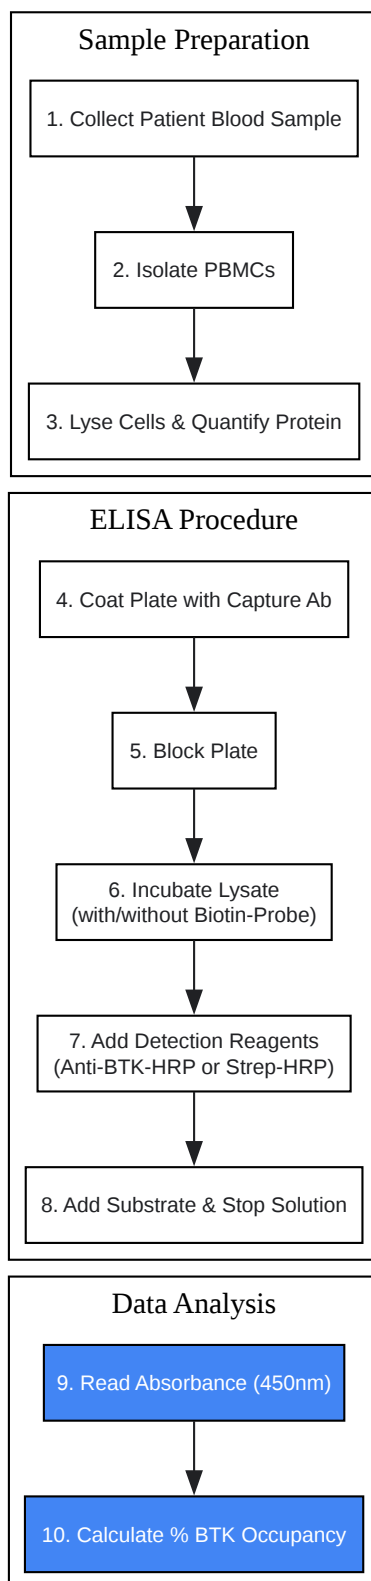 Sample Preparation
1. Collect Patient Blood Sample
2. Isolate PBMCs
3. Lyse Cells & Quantify Protein
ELISA Procedure
4. Coat Plate with Capture Ab
5. Block Plate
6. Incubate Lysate
(with/without Biotin-Probe)
7. Add Detection Reagents
(Anti-BTK-HRP or Strep-HRP)
8. Add Substrate & Stop Solution
Data Analysis
9. Read Absorbance (450nm)
10. Calculate % BTK Occupancy